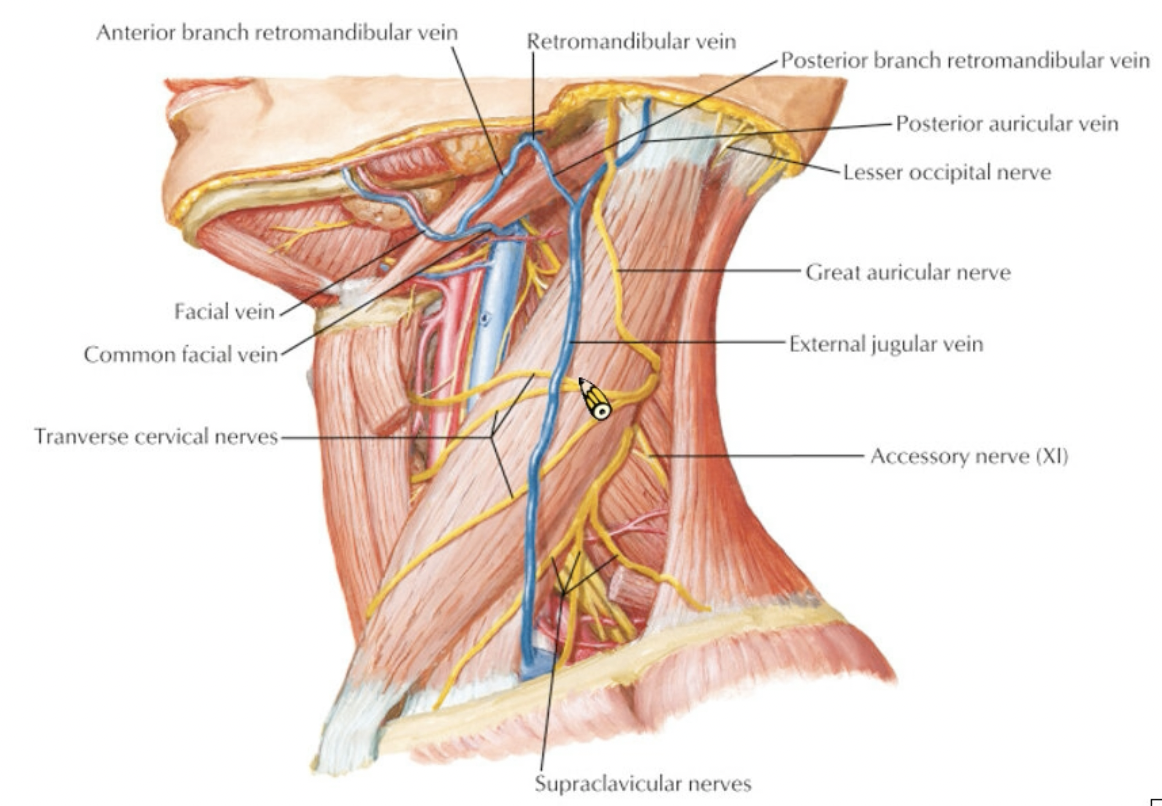 Anterior branch retromandibular vein
Retromandibular vein
Posterior branch retromandibular vein
Posterior auricular vein
Lesser occipital nerve
Great auricular nerve
Facial vein
External jugular vein
Common facial vein
Tranverse cervical nerves
Accessory nerve (XI)
Supraclavicular nerves